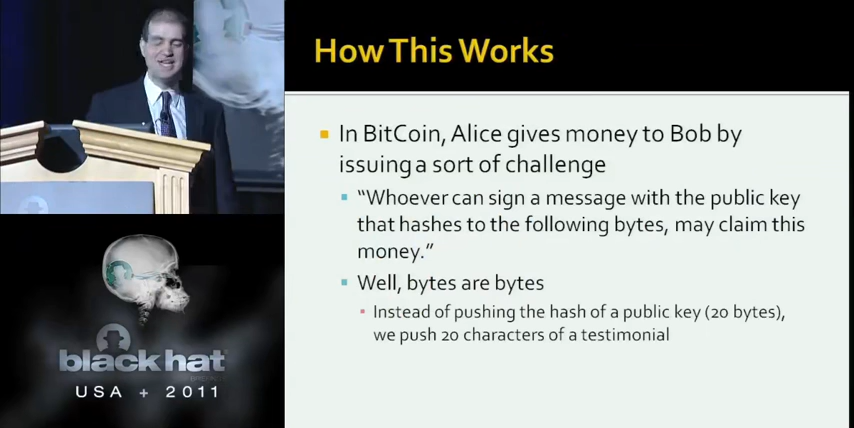 How This Works
In BitCoin, Alice gives money to Bob by
issuing a sort of challenge
“Whoever can sign a message with the public key
that hashes to the following bytes, may claim this
money.”
Well, bytes are bytes
Instead of pushing the hash of a public key (20 bytes),
we push 20 characters of a testimonial
black hat
USA + 2011